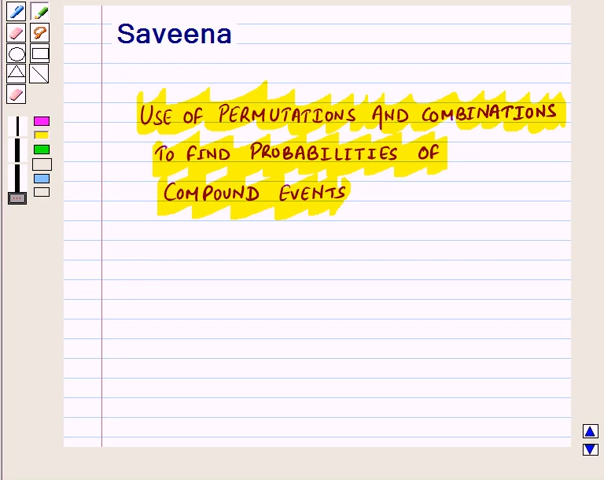 Saveena
USE OF PERMUTATIONS AND COMBINATIONS
TO FIND PROBABILITIES OF
COMPOUND EVENTS